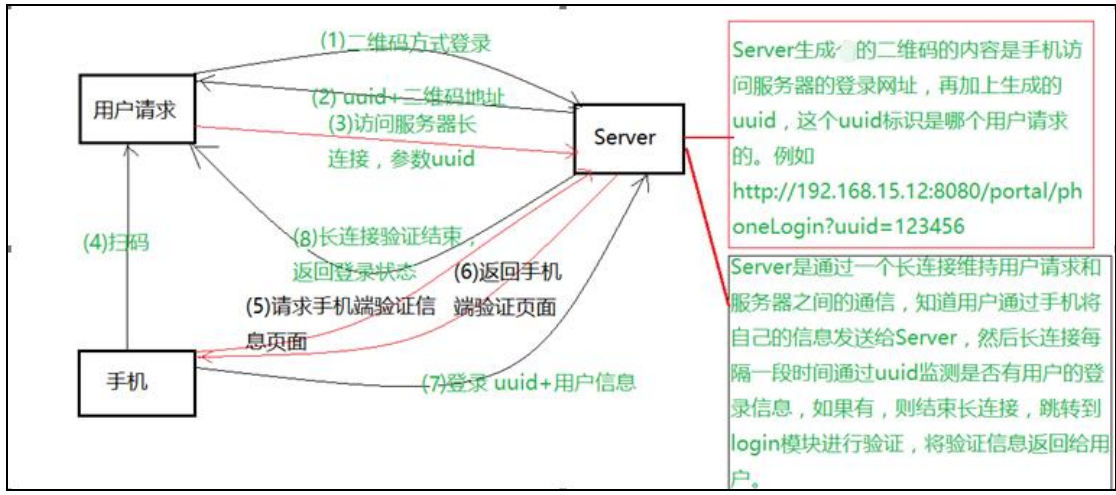 (1)二维码方式登录
用户请求
(2) uuid+二维码地址
(3)访问服务器长
连接，参数uuid
Server
(4)扫码
(8)长连接验证结束，
返回登录状态
(6)返回手机
端验证页面
(5)请求手机端验证信
息页面
手机
(7)登录 uuid+用户信息
Server生成的二维码的内容是手机访
问服务器的登录网址，再加上生成的
uuid，这个uuid标识是哪个用户请求
的。例如
http://192.168.15.12:8080/portal/ph
oneLogin?uuid=123456
Server是通过一个长连接维持用户请求和
服务器之间的通信，知道用户通过手机将
自己的信息发送给Server，然后长连接每
隔一段时间通过uuid监测是否有用户的登
录信息，如果有，则结束长连接，跳转到
login模块进行验证，将验证信息返回给用
户。